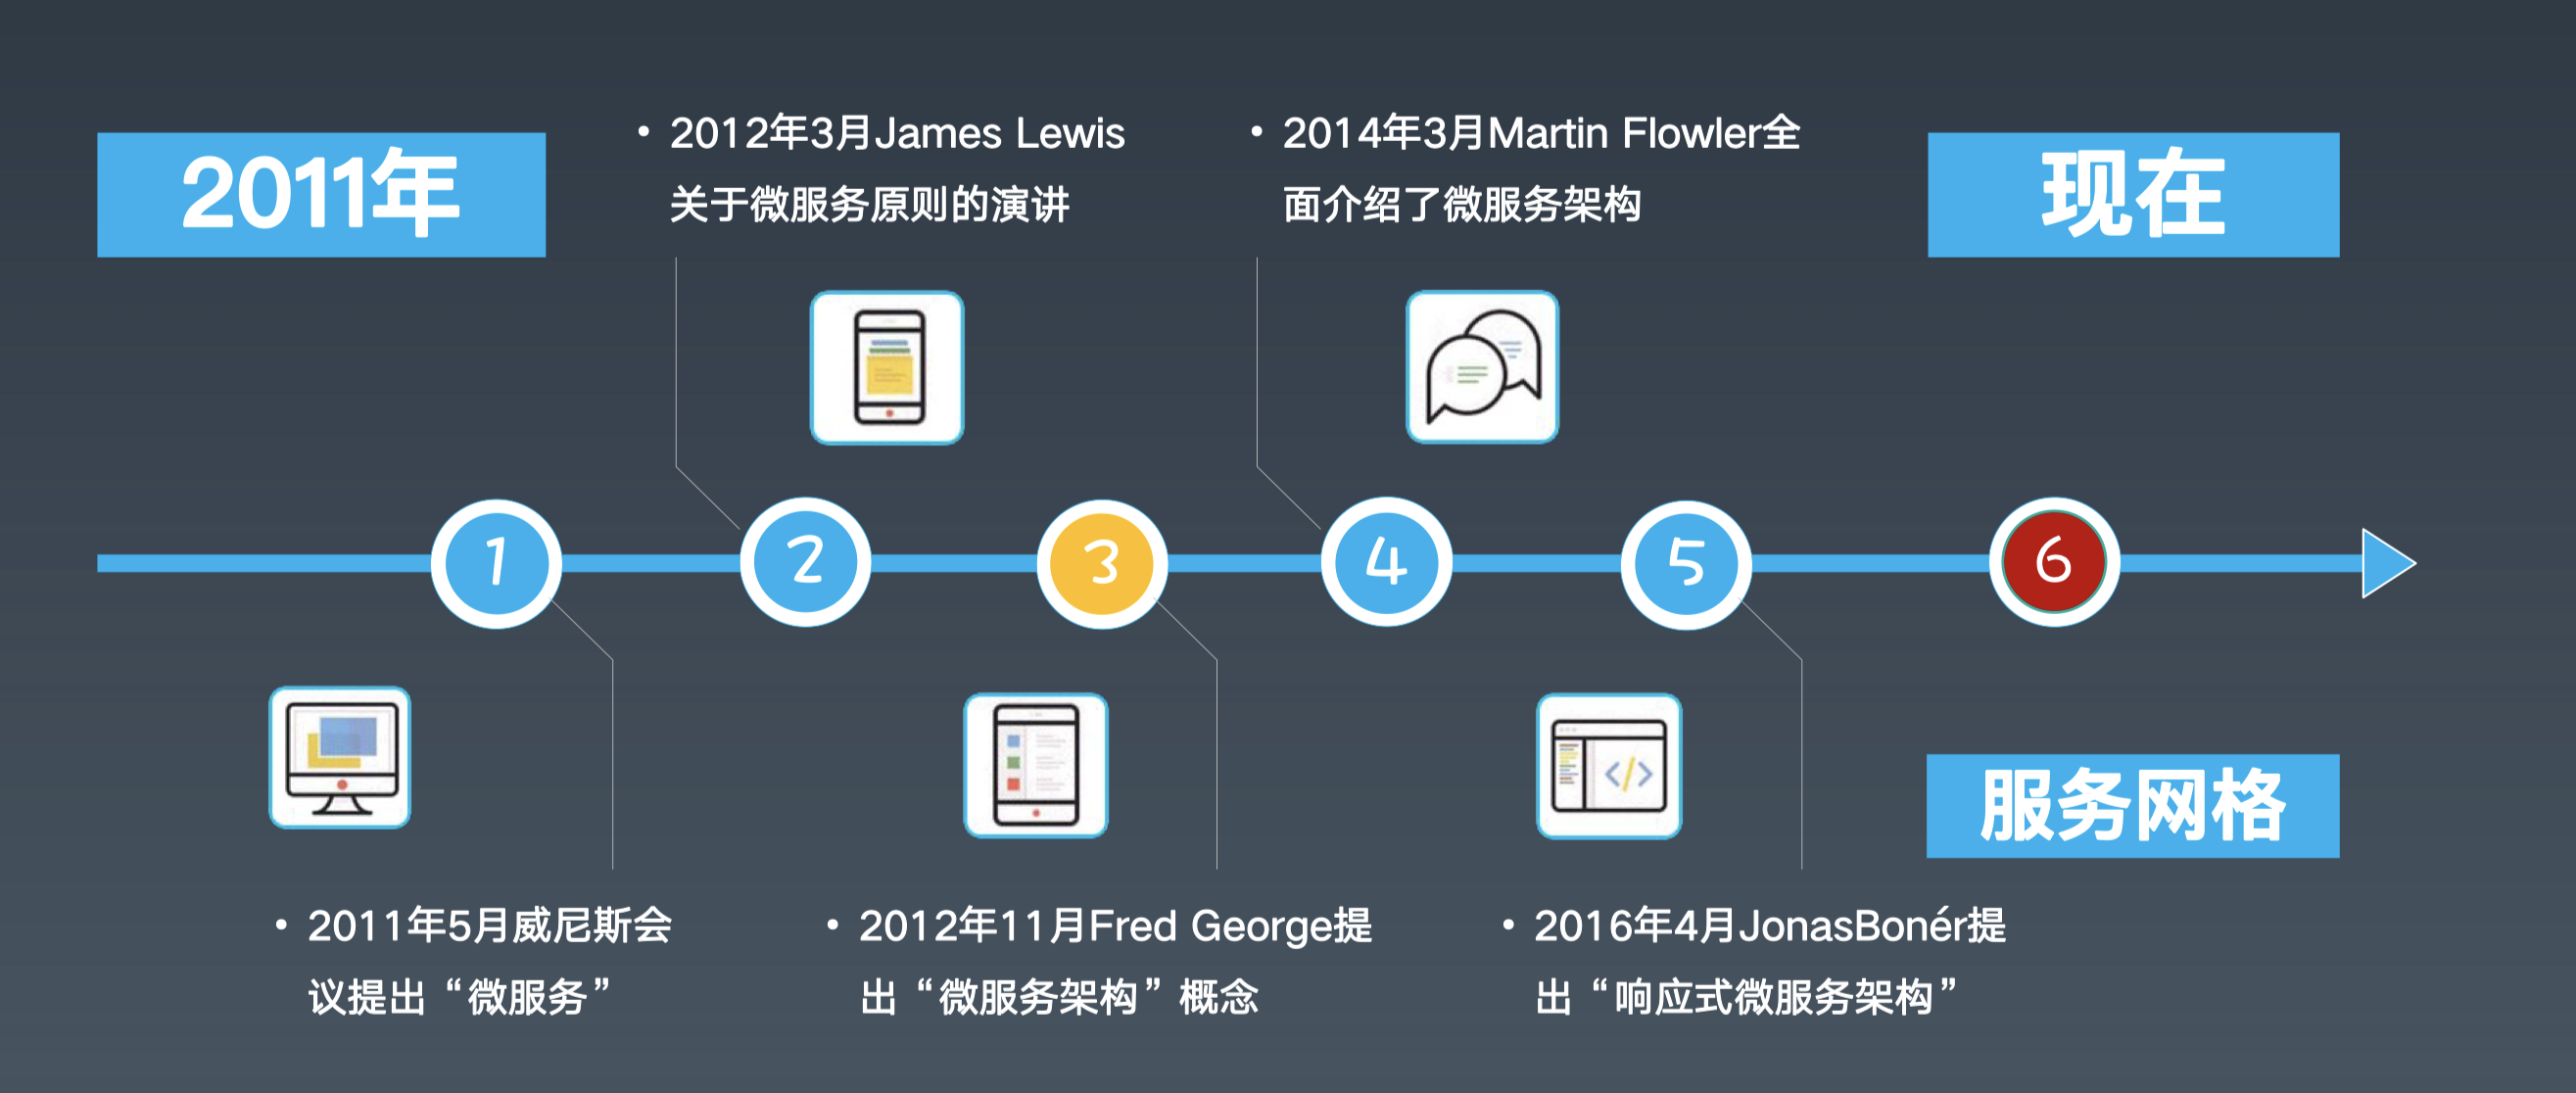 2011年
• 2012年3月James Lewis
关于微服务原则的演讲
• 2014年3月Martin Flowler全
面介绍了微服务架构
现在
1
2
3
4
5
6
• 2011年5月威尼斯会
议提出“微服务”
• 2012年11月Fred George提
出“微服务架构”概念
• 2016年4月JonasBonér提
出“响应式微服务架构”
服务网格